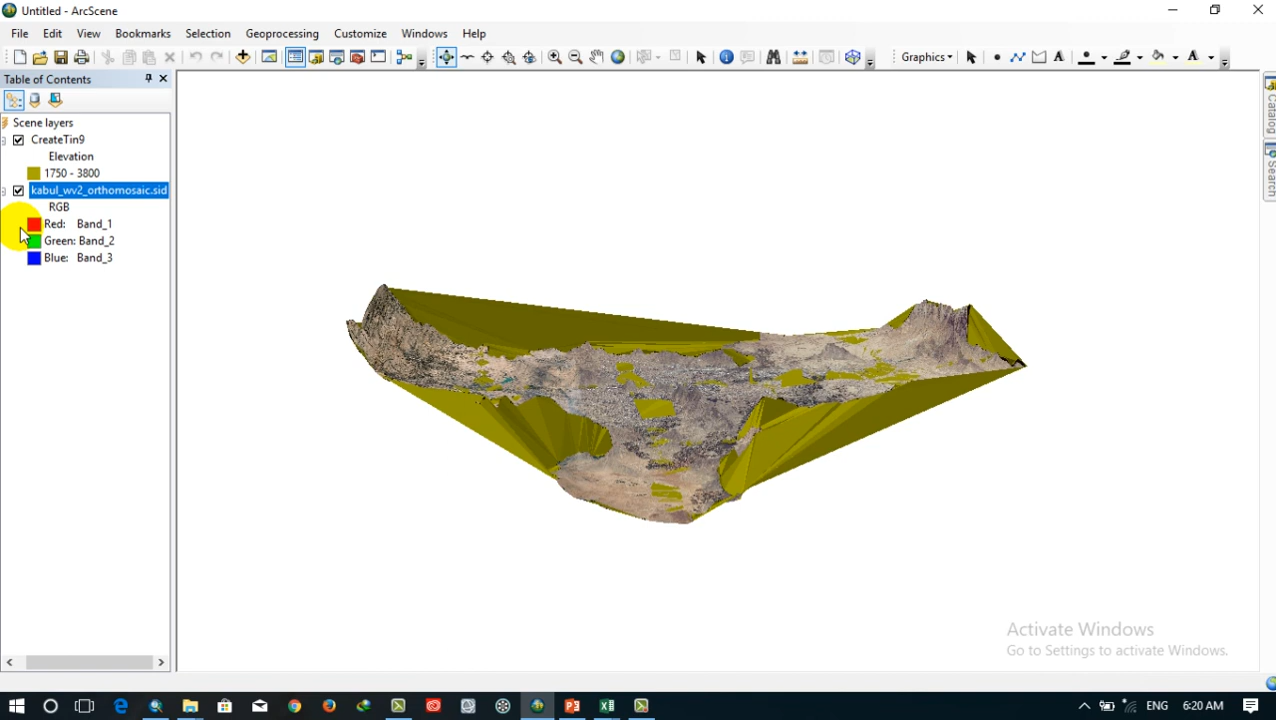 Untitled - ArcScene
File Edit View Bookmarks Selection Geoprocessing Customize Windows Help
Graphics
A A
Table of Contents
Scene layers
CreateTin9
Elevation
1750 - 3800
kabul_wv2_orthomosaic.sid
RGB
Red: Band_1
Green: Band_2
Blue: Band_3
Catalog
Search
Activate Windows
Go to Settings to activate Windows.
ENG 6:20 AM